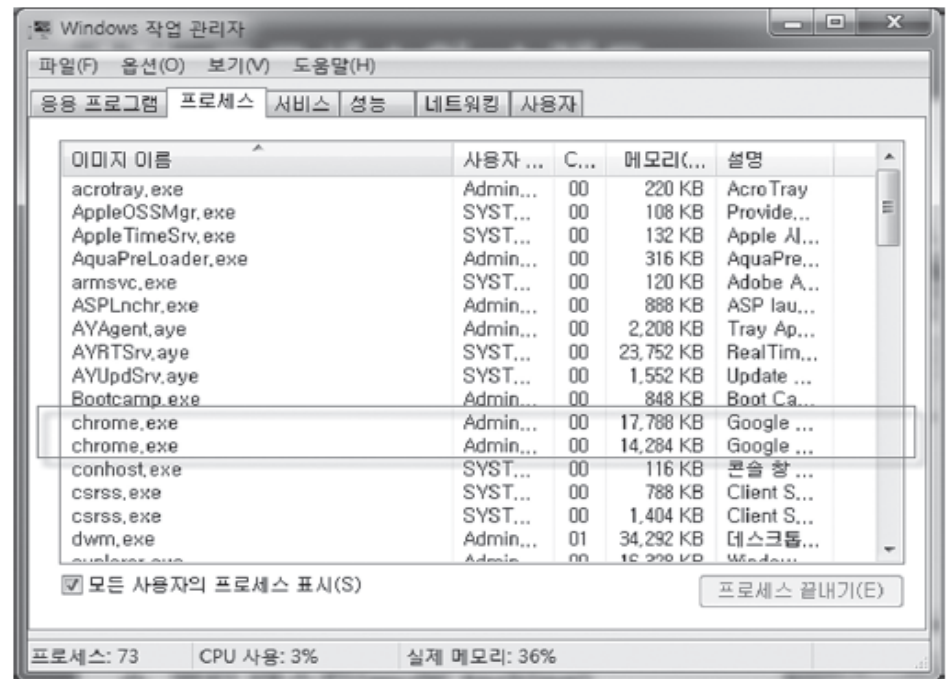 Windows 작업 관리자
파일(F) 옵션(O) 보기(V) 도움말(H)
응용 프로그램 프로세스 서비스 성능 네트워킹 사용자
이미지 이름 사용자 ... C... 메모리(... 설명
acrotray.exe Admin... 00 220 KB AcroTray
AppleOSSMgr.exe SYST... 00 108 KB Provide...
AppleTimeSrv.exe SYST... 00 132 KB Apple 시...
AquaPreLoader.exe Admin... 00 316 KB AquaPre...
armsvc.exe SYST... 00 120 KB Adobe A...
ASPLnchr.exe Admin... 00 888 KB ASP lau...
AYAgent.aye Admin... 00 2,208 KB Tray Ap...
AYRTSrv.aye SYST... 00 23,752 KB RealTim...
AYUpdSrv.aye SYST... 00 1,552 KB Update ...
Bootcamp.exe Admin... 00 848 KB Boot Ca...
chrome.exe Admin... 00 17,788 KB Google ...
chrome.exe Admin... 00 14,284 KB Google ...
conhost.exe SYST... 00 116 KB 콘솔 창 ...
csrss.exe SYST... 00 788 KB Client S...
csrss.exe SYST... 00 1,404 KB Client S...
dwm.exe Admin... 01 34,292 KB 데스크톱...
모든 사용자의 프로세스 표시(S)
프로세스 끝내기(E)
프로세스: 73 CPU 사용: 3% 실제 메모리: 36%